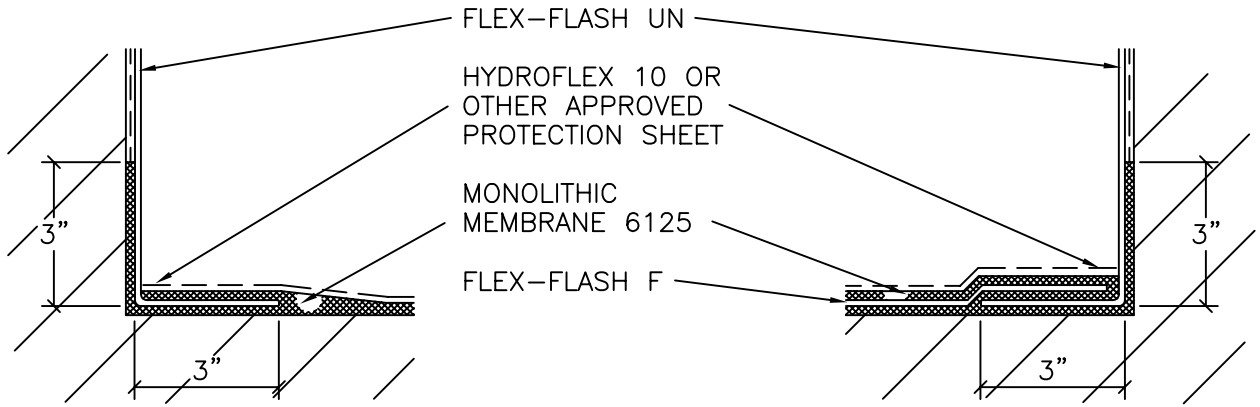 FLEX-FLASH UN
HYDROFLEX 10 OR
OTHER APPROVED
PROTECTION SHEET
MONOLITHIC
MEMBRANE 6125
FLEX-FLASH F
3"
3"
3"
3"